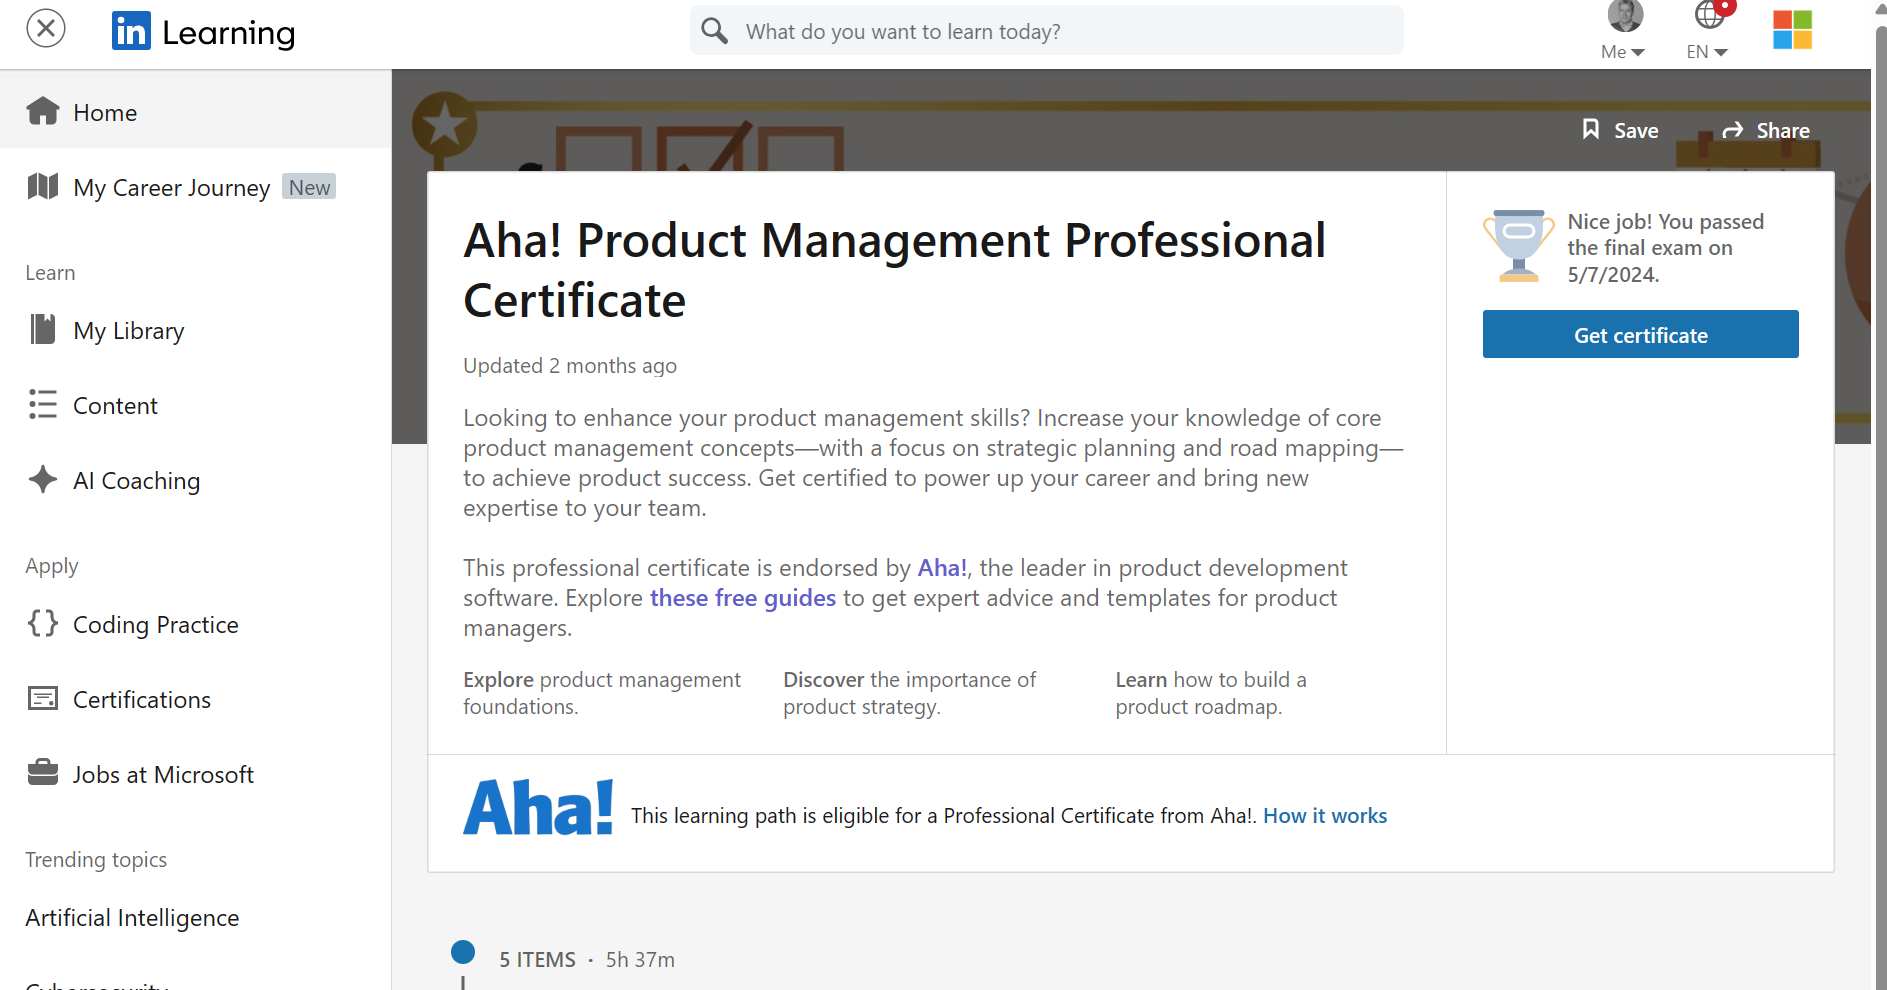 in Learning
What do you want to learn today?
Me
EN
Home
My Career Journey New
Learn
My Library
Content
AI Coaching
Apply
Coding Practice
Certifications
Jobs at Microsoft
Trending topics
Artificial Intelligence
Cybersecurity
Save
Share
Aha! Product Management Professional
Certificate
Updated 2 months ago
Looking to enhance your product management skills? Increase your knowledge of core
product management concepts—with a focus on strategic planning and road mapping—
to achieve product success. Get certified to power up your career and bring new
expertise to your team.
This professional certificate is endorsed by Aha!, the leader in product development
software. Explore these free guides to get expert advice and templates for product
managers.
Explore product management
foundations.
Discover the importance of
product strategy.
Learn how to build a
product roadmap.
Nice job! You passed
the final exam on
5/7/2024.
Get certificate
Aha! This learning path is eligible for a Professional Certificate from Aha!. How it works
5 ITEMS · 5h 37m